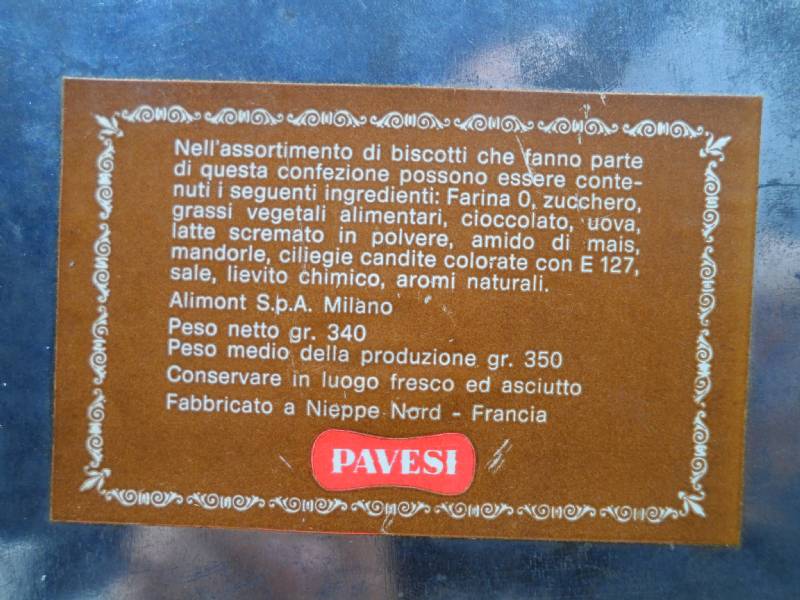 Nell'assortimento di biscotti che fanno parte
di questa confezione possono essere conte-
nuti i seguenti ingredienti: Farina 0, zucchero,
grassi vegetali alimentari, cioccolato, uova,
latte scremato in polvere, amido di mais,
mandorle, ciliegie candite colorate con E 127,
sale, lievito chimico, aromi naturali.
Alimont S.p.A. Milano
Peso netto gr. 340
Peso medio della produzione gr. 350
Conservare in luogo fresco ed asciutto
Fabbricato a Nieppe Nord - Francia
PAVESI